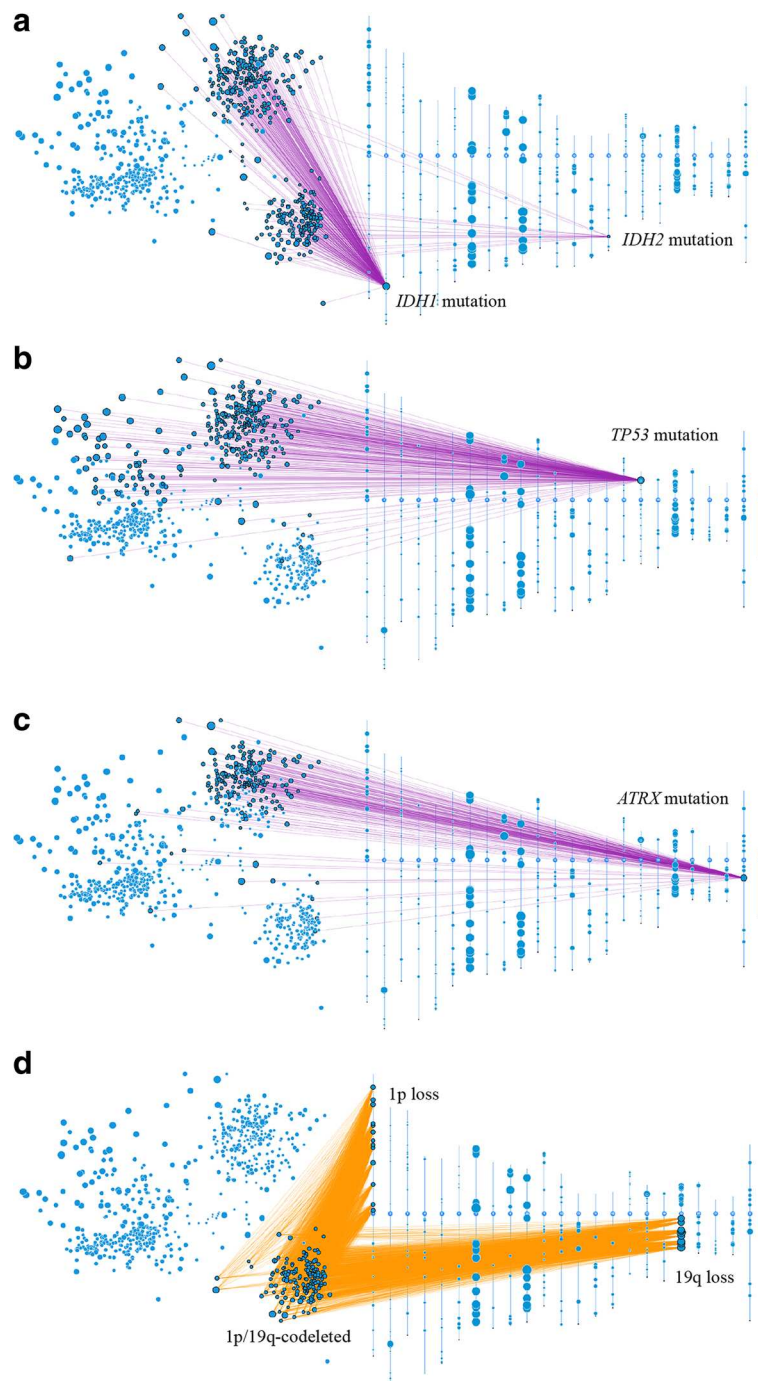 a
IDH2 mutation
IDH1 mutation
b
TP53 mutation
c
ATRX mutation
d
1p loss
19q loss
1p/19q-codeleted